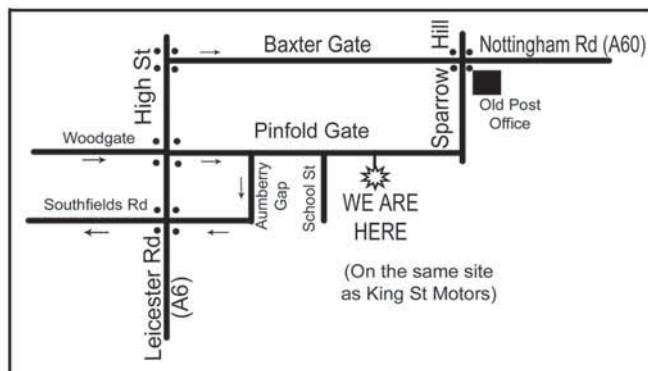 Baxter Gate
Hill
Nottingham Rd (A60)
High St
Sparrow
Old Post
Office
Woodgate
Pinfold Gate
Southfields Rd
Aumberry
Gap
School St
WE ARE
HERE
Leicester Rd
(A6)
(On the same site
as King St Motors)